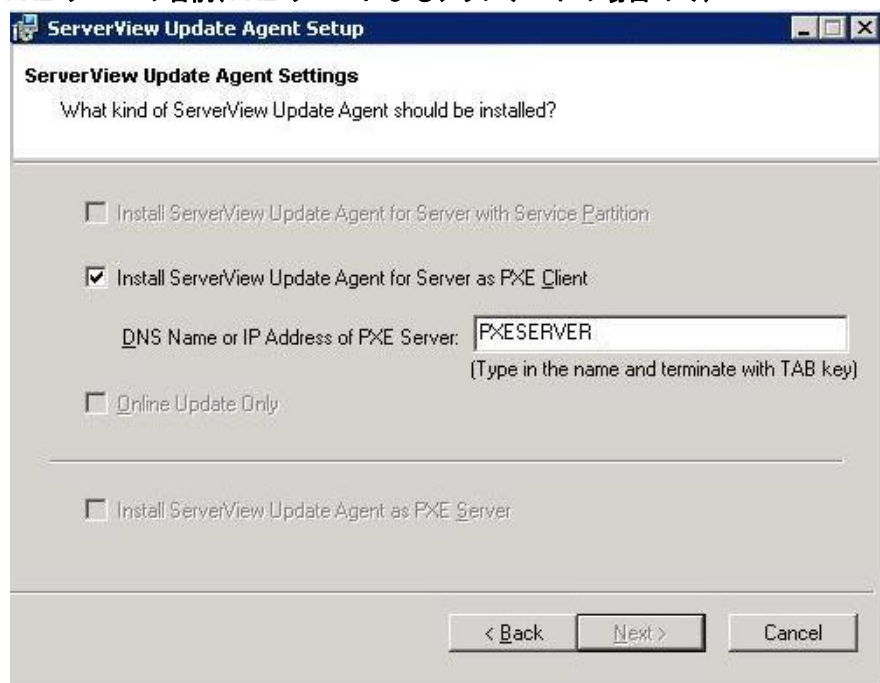 ServerView Update Agent Setup
ServerView Update Agent Settings
What kind of ServerView Update Agent should be installed?
Install ServerView Update Agent for Server with Service Partition
Install ServerView Update Agent for Server as PXE Client
DNS Name or IP Address of PXE Server: PXESERVER
(Type in the name and terminate with TAB key)
Online Update Only
Install ServerView Update Agent as PXE Server
< Back Next > Cancel